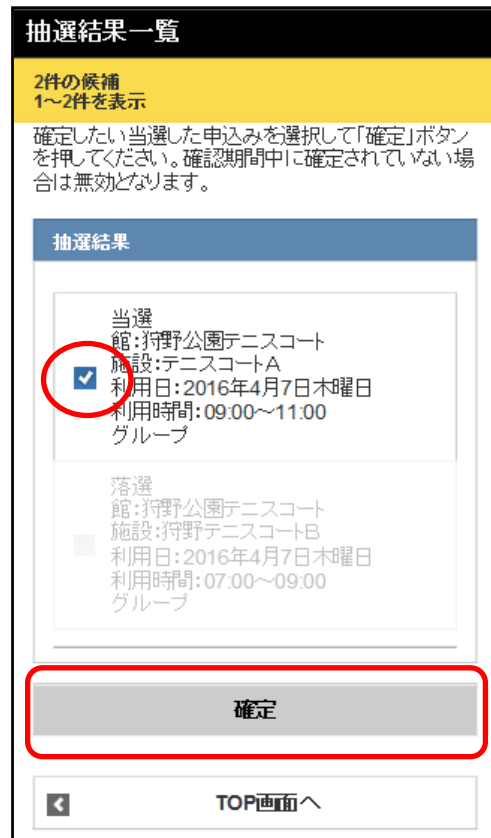 抽選結果一覧
2件の候補
1～2件を表示
確定したい当選した申込みを選択して「確定」ボタン
を押してください。確認期間中に確定されていない場
合は無効となります。
抽選結果
当選
館:狩野公園テニスコート
施設:テニスコートA
利用日:2016年4月7日木曜日
利用時間:09:00～11:00
グループ
落選
館:狩野公園テニスコート
施設:狩野テニスコートB
利用日:2016年4月7日木曜日
利用時間:07:00～09:00
グループ
確定
TOP画面へ